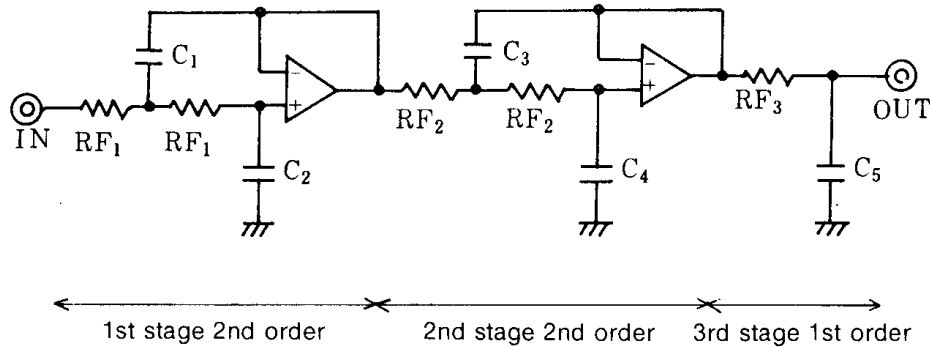 C₁
C₃
− −
+ +
IN RF₁ RF₁ RF₂ RF₂ RF₃ OUT
C₂ C₄ C₅
1st stage 2nd order 2nd stage 2nd order 3rd stage 1st order